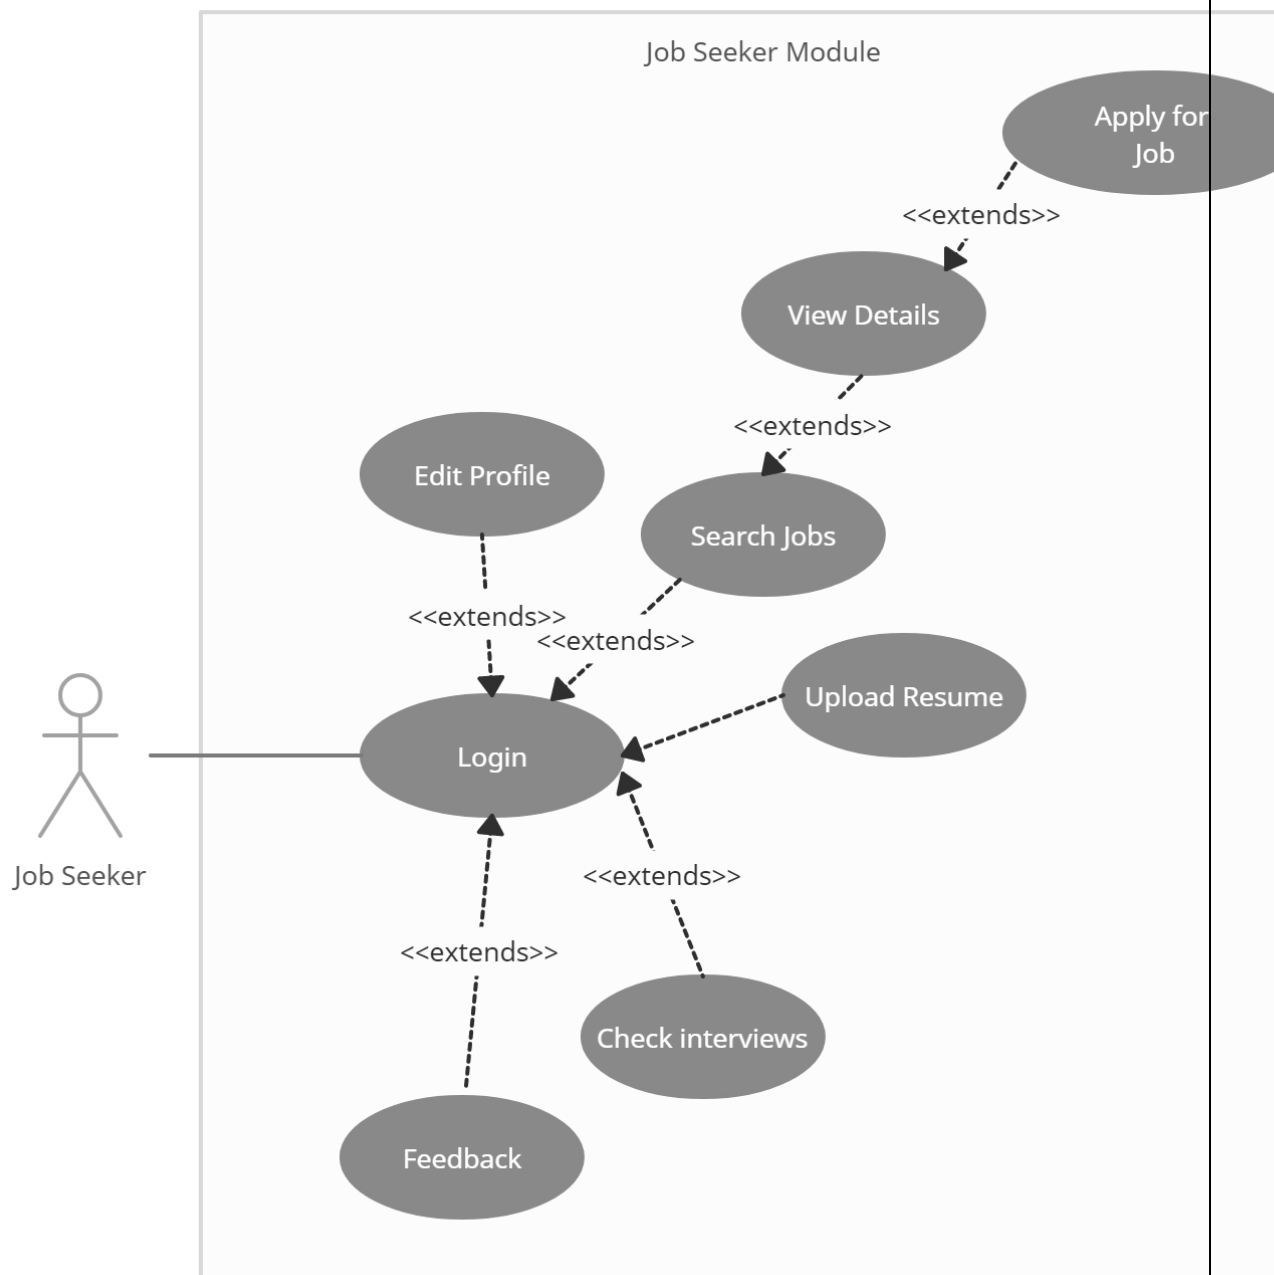 Job Seeker Module
Apply for
Job
<<extends>>
View Details
<<extends>>
Edit Profile
Search Jobs
<<extends>>
<<extends>>
Upload Resume
Login
Job Seeker
<<extends>>
<<extends>>
Check interviews
Feedback